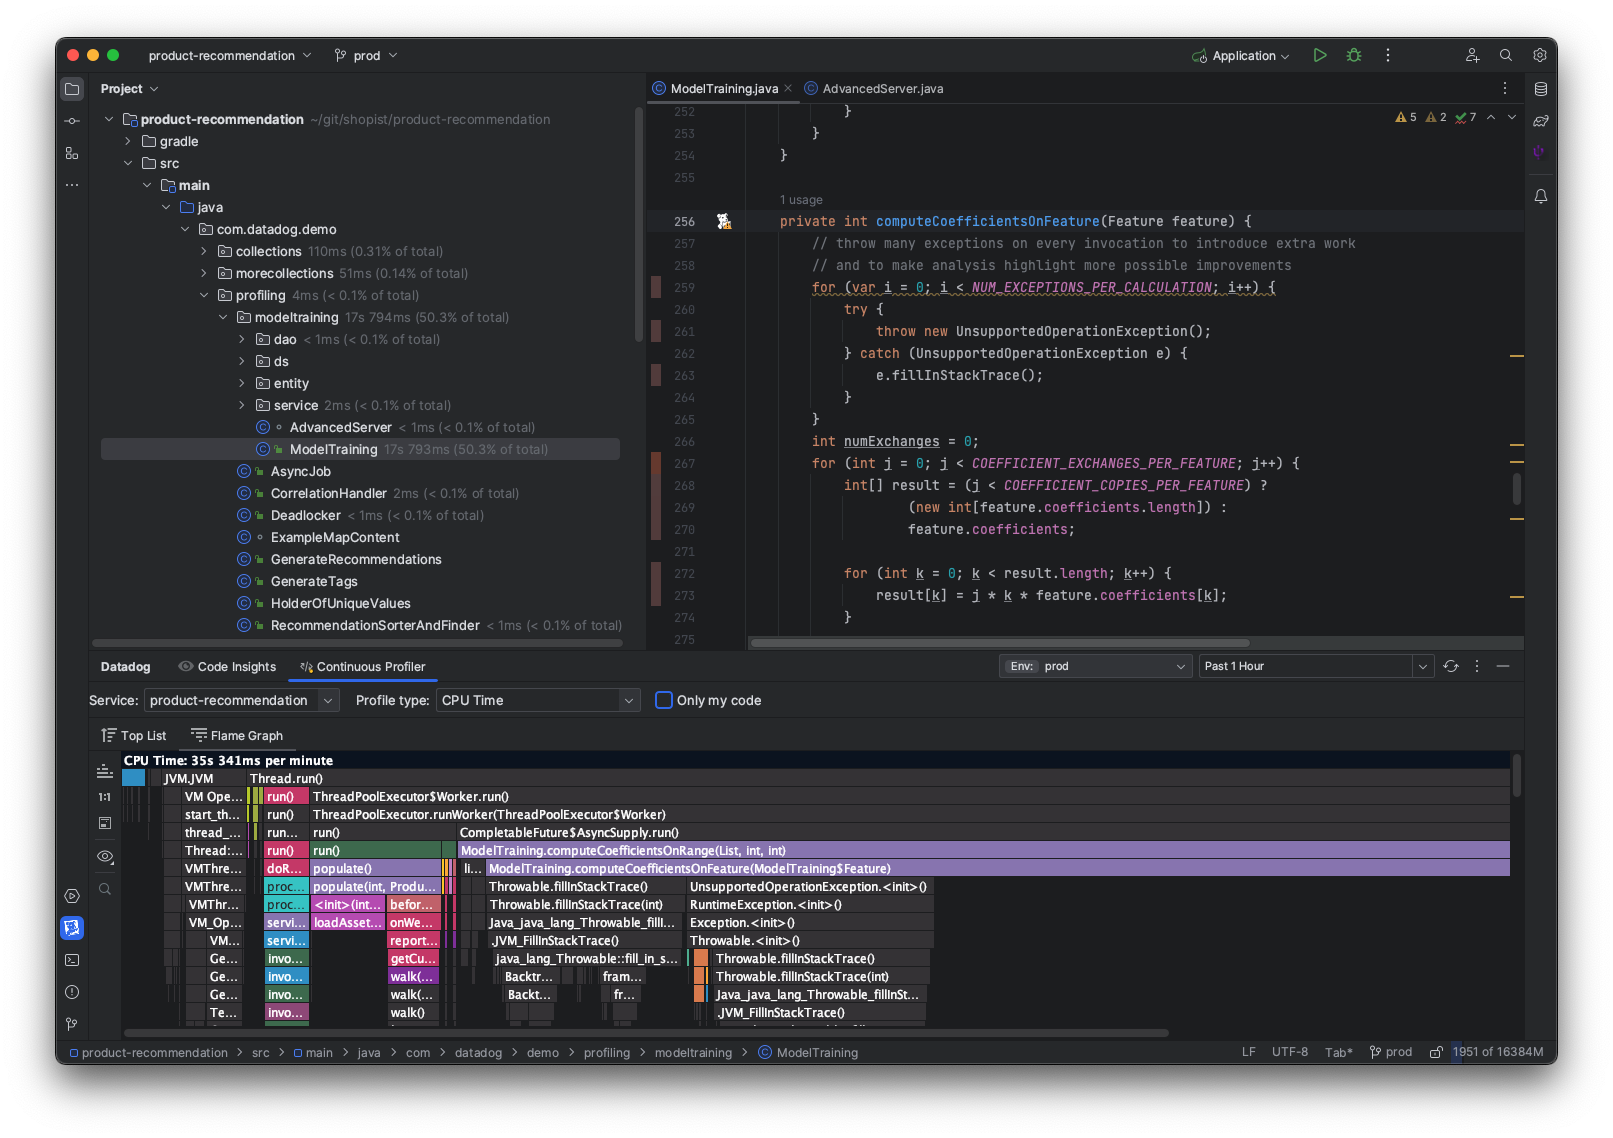 product-recommendation prod Application
Project
product-recommendation ~/git/shopist/product-recommendation
gradle
src
main
java
com.datadog.demo
collections 110ms (0.31% of total)
morecollections 51ms (0.14% of total)
profiling 4ms (< 0.1% of total)
modeltraining 17s 794ms (50.3% of total)
dao < 1ms (< 0.1% of total)
ds
entity
service 2ms (< 0.1% of total)
AdvancedServer < 1ms (< 0.1% of total)
ModelTraining 17s 793ms (50.3% of total)
AsyncJob
CorrelationHandler 2ms (< 0.1% of total)
Deadlocker < 1ms (< 0.1% of total)
ExampleMapContent
GenerateRecommendations
GenerateTags
HolderOfUniqueValues
RecommendationSorterAndFinder < 1ms (< 0.1% of total)
ModelTraining.java AdvancedServer.java
5 2 7
252 }
253 }
254 }
255
1 usage
256 private int computeCoefficientsOnFeature(Feature feature) {
257 // throw many exceptions on every invocation to introduce extra work
258 // and to make analysis highlight more possible improvements
259 for (var i = 0; i < NUM_EXCEPTIONS_PER_CALCULATION; i++) {
260 try {
261 throw new UnsupportedOperationException();
262 } catch (UnsupportedOperationException e) {
263 e.fillInStackTrace();
264 }
265 }
266 int numExchanges = 0;
267 for (int j = 0; j < COEFFICIENT_EXCHANGES_PER_FEATURE; j++) {
268 int[] result = (j < COEFFICIENT_COPIES_PER_FEATURE) ?
269 (new int[feature.coefficients.length]) :
270 feature.coefficients;
271
272 for (int k = 0; k < result.length; k++) {
273 result[k] = j * k * feature.coefficients[k];
274 }
275
Datadog Code Insights Continuous Profiler Env: prod Past 1 Hour
Service: product-recommendation Profile type: CPU Time Only my code
Top List Flame Graph
CPU Time: 35s 341ms per minute
JVM.JVM Thread.run()
VM Ope... run() ThreadPoolExecutor$Worker.run()
start_th... run() ThreadPoolExecutor.runWorker(ThreadPoolExecutor$Worker)
thread_... run... run() CompletableFuture$AsyncSupply.run()
Thread:... run() run() ModelTraining.computeCoefficientsOnRange(List, int, int)
VMThre... doR... populate() li... ModelTraining.computeCoefficientsOnFeature(ModelTraining$Feature)
VMThre... proc... populate(int, Produ... Throwable.fillInStackTrace() UnsupportedOperationException.<init>()
VMThr... proc... <init>(int... befor... Throwable.fillInStackTrace(int) RuntimeException.<init>()
VM_Op... servi... loadAsset... onWe... Java_java_lang_Throwable_fillI... Exception.<init>()
VM... servi... report... .JVM_FillInStackTrace() Throwable.<init>()
Ge... invo... getCu... java_lang_Throwable::fill_in_s... Throwable.fillInStackTrace()
Ge... invo... walk(... Backtr... fram... Throwable.fillInStackTrace(int)
Ge... invo... walk(... Backt... fr... Java_java_lang_Throwable_fillInSt...
Te... invo... walk() .JVM_FillInStackTrace()
1:1
product-recommendation > src > main > java > com > datadog > demo > profiling > modeltraining > ModelTraining LF UTF-8 Tab* prod 1951 of 16384M